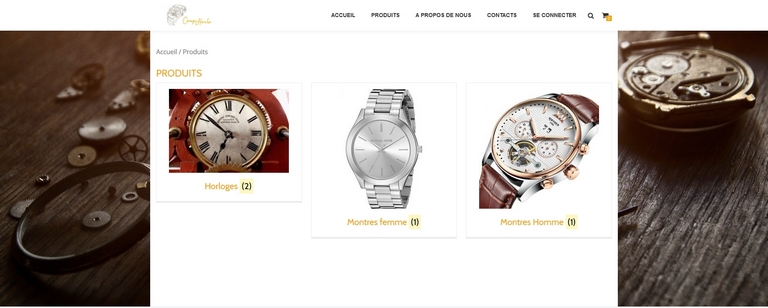 ACCUEIL PRODUITS A PROPOS DE NOUS CONTACTS SE CONNECTER
Accueil / Produits
PRODUITS
Horloges (2)
Montres femme (1)
Montres Homme (1)